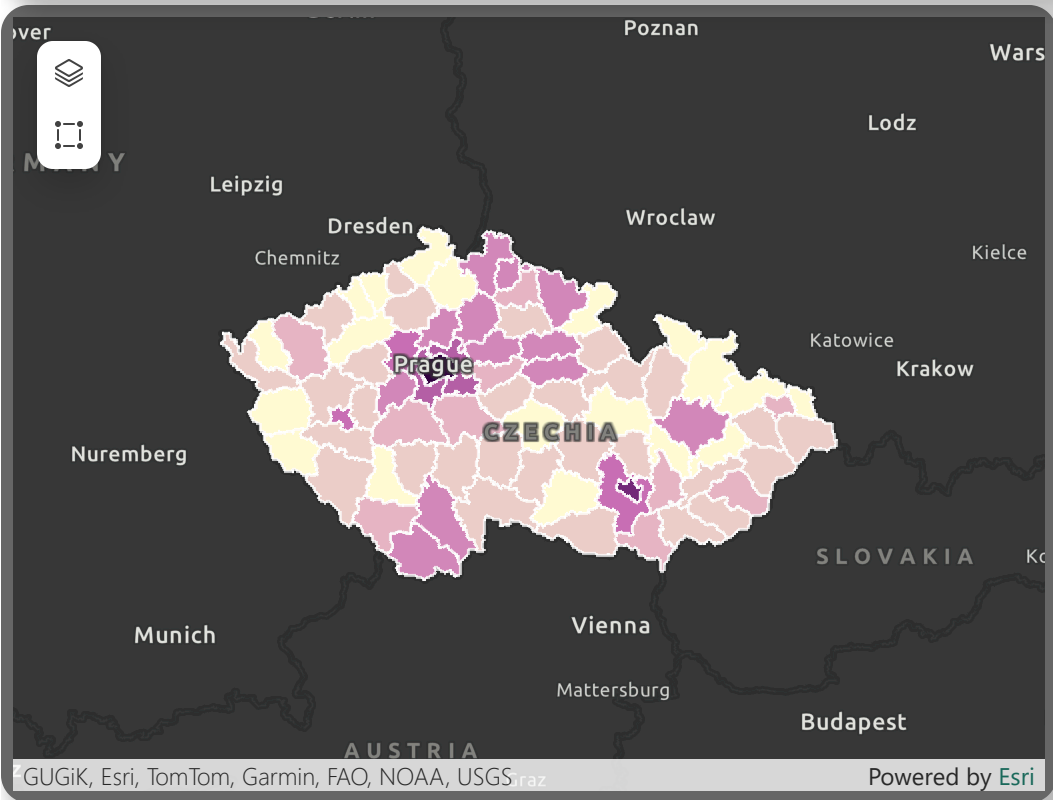 Poznan
Wars
Lodz
Leipzig
Wroclaw
Dresden
Chemnitz
Kielce
Katowice
Prague
Krakow
CZECHIA
Nuremberg
SLOVAKIA
Vienna
Munich
Mattersburg
Budapest
AUSTRIA
Graz
GUGiK, Esri, TomTom, Garmin, FAO, NOAA, USGS
Powered by Esri